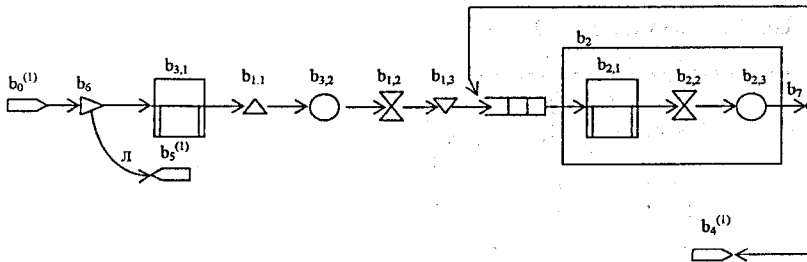 b₂
b₃,₁ b₁.₁ b₃,₂ b₁,₂ b₁,₃ b₂,₁ b₂,₂ b₂,₃
b₀⁽¹⁾ b₆ b₇
Л b₅⁽¹⁾
b₄⁽¹⁾